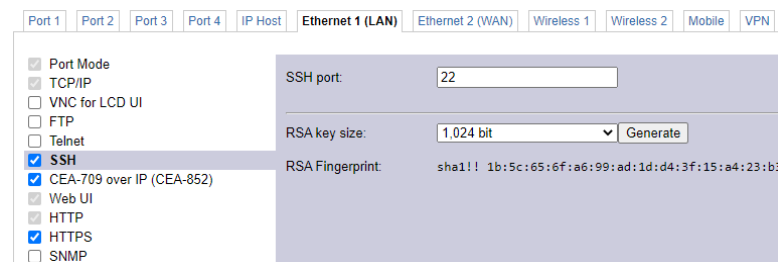 Port 1 Port 2 Port 3 Port 4 IP Host Ethernet 1 (LAN) Ethernet 2 (WAN) Wireless 1 Wireless 2 Mobile VPN
Port Mode
TCP/IP
VNC for LCD UI
FTP
Telnet
SSH
CEA-709 over IP (CEA-852)
Web UI
HTTP
HTTPS
SNMP
SSH port: 22
RSA key size: 1,024 bit Generate
RSA Fingerprint: sha1!! 1b:5c:65:6f:a6:99:ad:1d:d4:3f:15:a4:23:b3